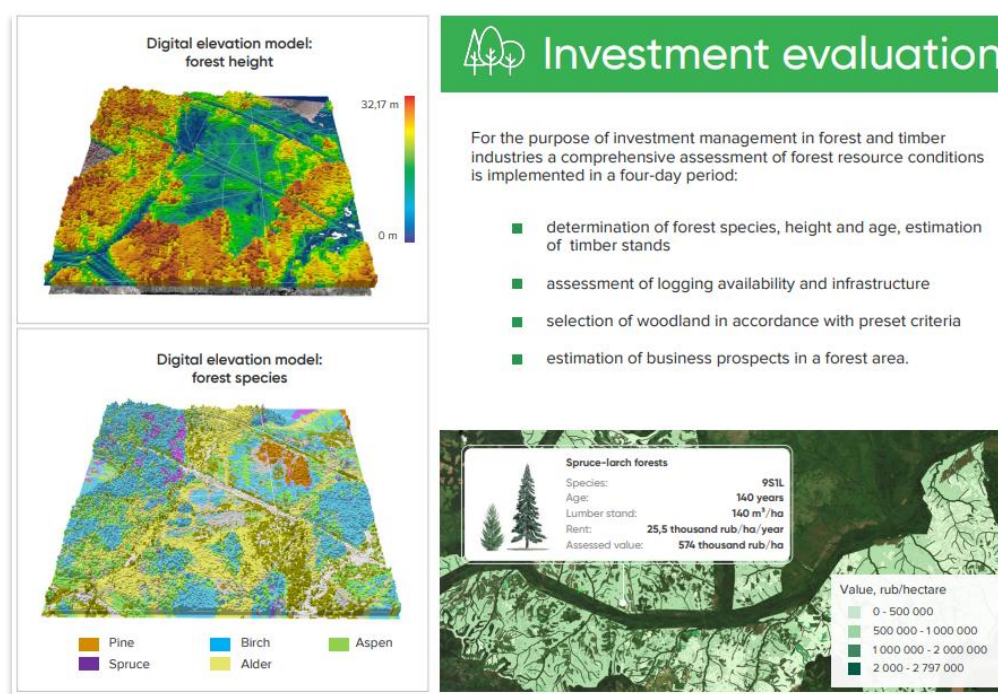 Digital elevation model:
forest height
32,17 m
0 m
Digital elevation model:
forest species
Pine
Birch
Aspen
Spruce
Alder
Investment evaluation
For the purpose of investment management in forest and timber
industries a comprehensive assessment of forest resource conditions
is implemented in a four-day period:
determination of forest species, height and age, estimation
of timber stands
assessment of logging availability and infrastructure
selection of woodland in accordance with preset criteria
estimation of business prospects in a forest area.
Spruce-larch forests
Species: 9S1L
Age: 140 years
Lumber stand: 140 m³/ha
Rent: 25,5 thousand rub/ha/year
Assessed value: 574 thousand rub/ha
Value, rub/hectare
0 - 500 000
500 000 - 1 000 000
1 000 000 - 2 000 000
2 000 - 2 797 000